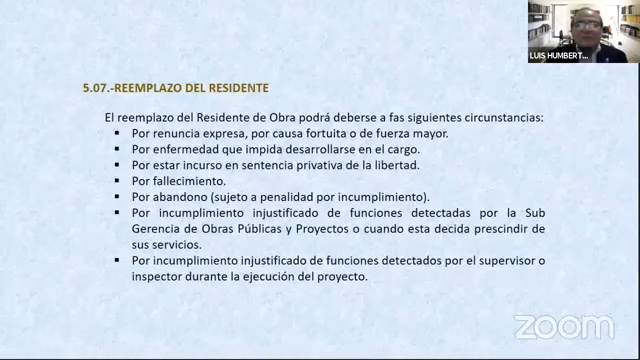 LUIS HUMBERT...
5.07.-REEMPLAZO DEL RESIDENTE
El reemplazo del Residente de Obra podrá deberse a fas siguientes circunstancias:
▪ Por renuncia expresa, por causa fortuita o de fuerza mayor.
▪ Por enfermedad que impida desarrollarse en el cargo.
▪ Por estar incurso en sentencia privativa de la libertad.
▪ Por fallecimiento.
▪ Por abandono (sujeto a penalidad por incumplimiento).
▪ Por incumplimiento injustificado de funciones detectadas por la Sub
Gerencia de Obras Públicas y Proyectos o cuando esta decida prescindir de
sus servicios.
▪ Por incumplimiento injustificado de funciones detectados por el supervisor o
inspector durante la ejecución del proyecto.
zoom